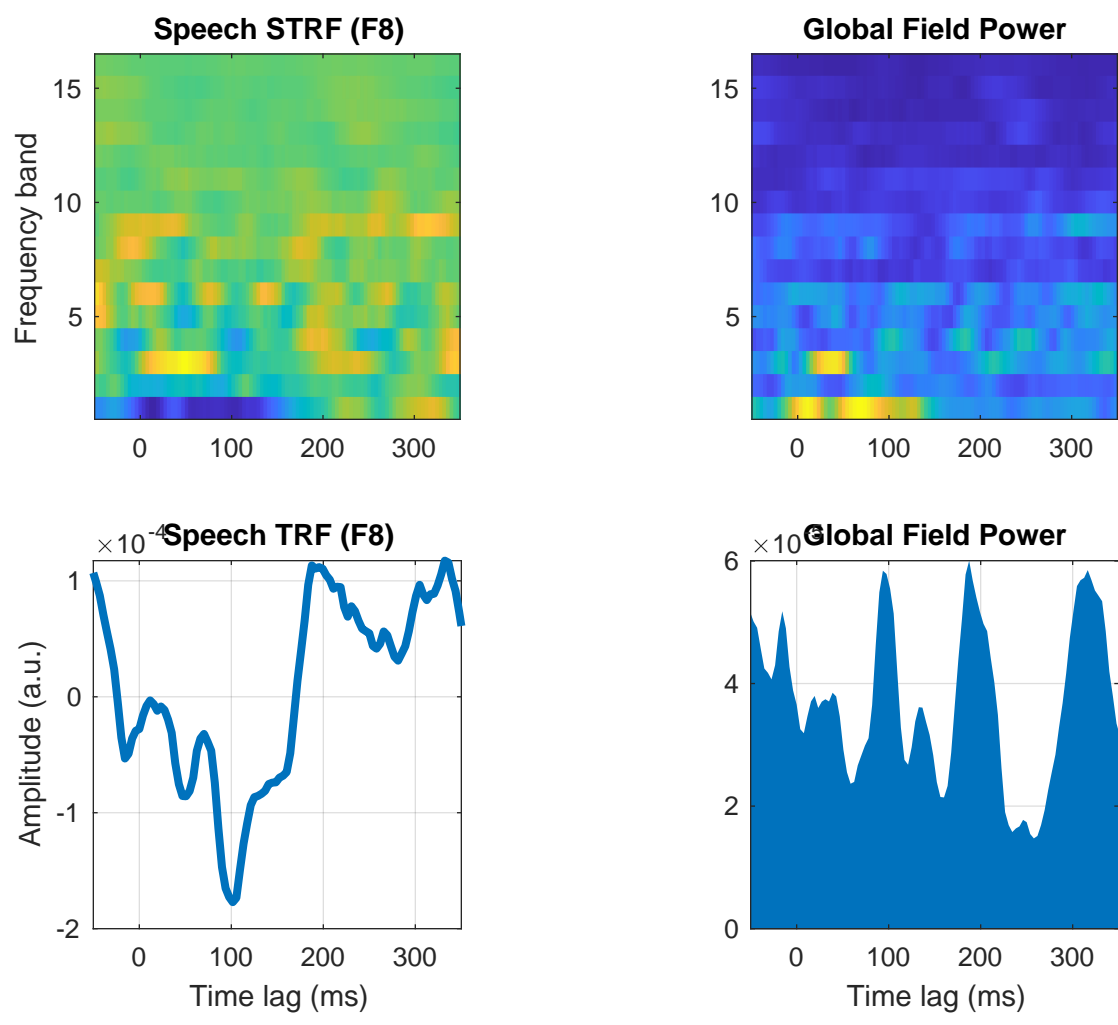 Speech STRF (F8)
Frequency band
15
10
5
0 100 200 300
Global Field Power
15
10
5
0 100 200 300
Speech TRF (F8)
×10-4
Amplitude (a.u.)
1
0
-1
-2
0 100 200 300
Time lag (ms)
Global Field Power
×10
6
4
2
0
0 100 200 300
Time lag (ms)